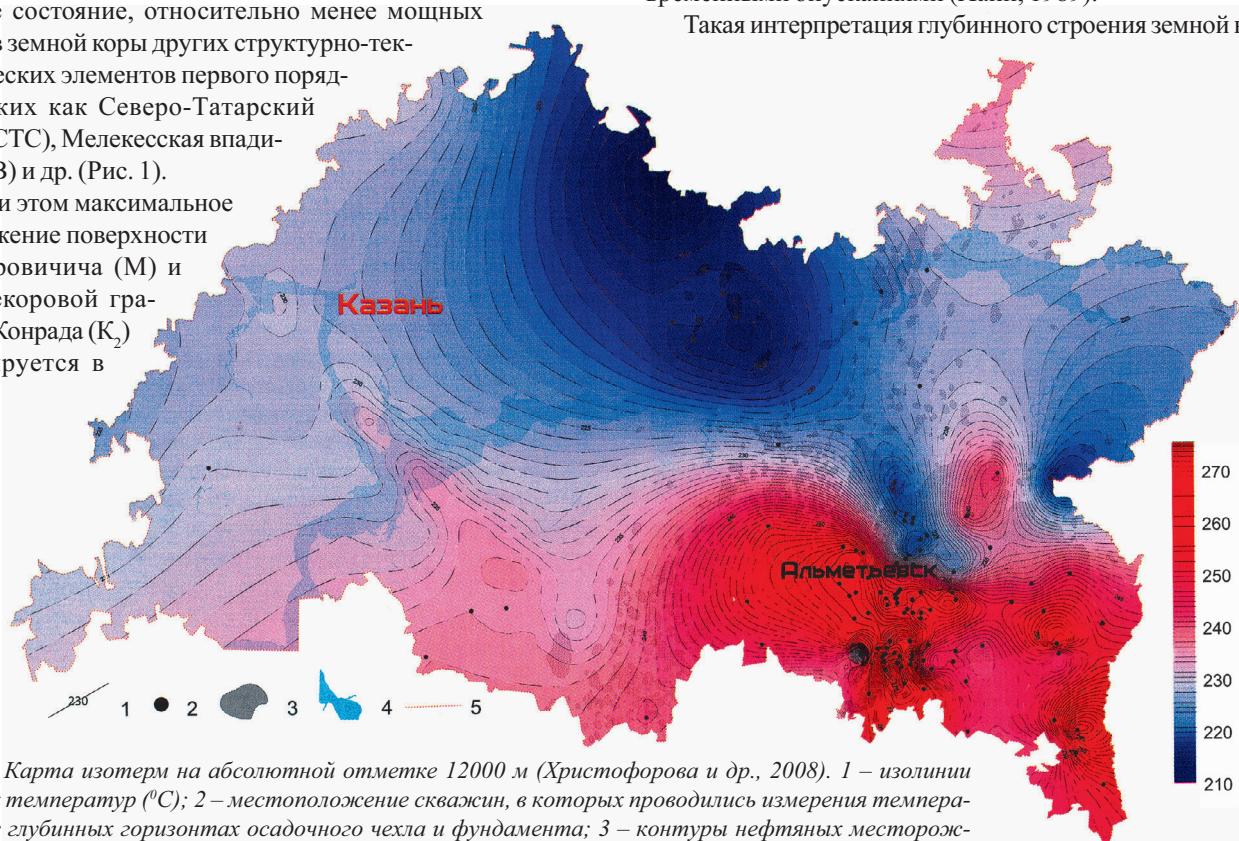 е состояние, относительно менее мощных
в земной коры других структурно-тек-
еских элементов первого поряд-
ких как Северо-Татарский
СТС), Мелекесская впади-
В) и др. (Рис. 1).
и этом максимальное
жение поверхности
ровичича (М) и
екоровой гра-
Конрада (К2)
руется в
Такая интерпретация глубинного строения земной к
Казань
Альметьевск
270
260
250
240
230
220
210
230 1 2 3 4 5
Карта изотерм на абсолютной отметке 12000 м (Христофорова и др., 2008). 1 – изолинии
температур (⁰С); 2 – местоположение скважин, в которых проводились измерения темпера-
глубинных горизонтах осадочного чехла и фундамента; 3 – контуры нефтяных месторож-